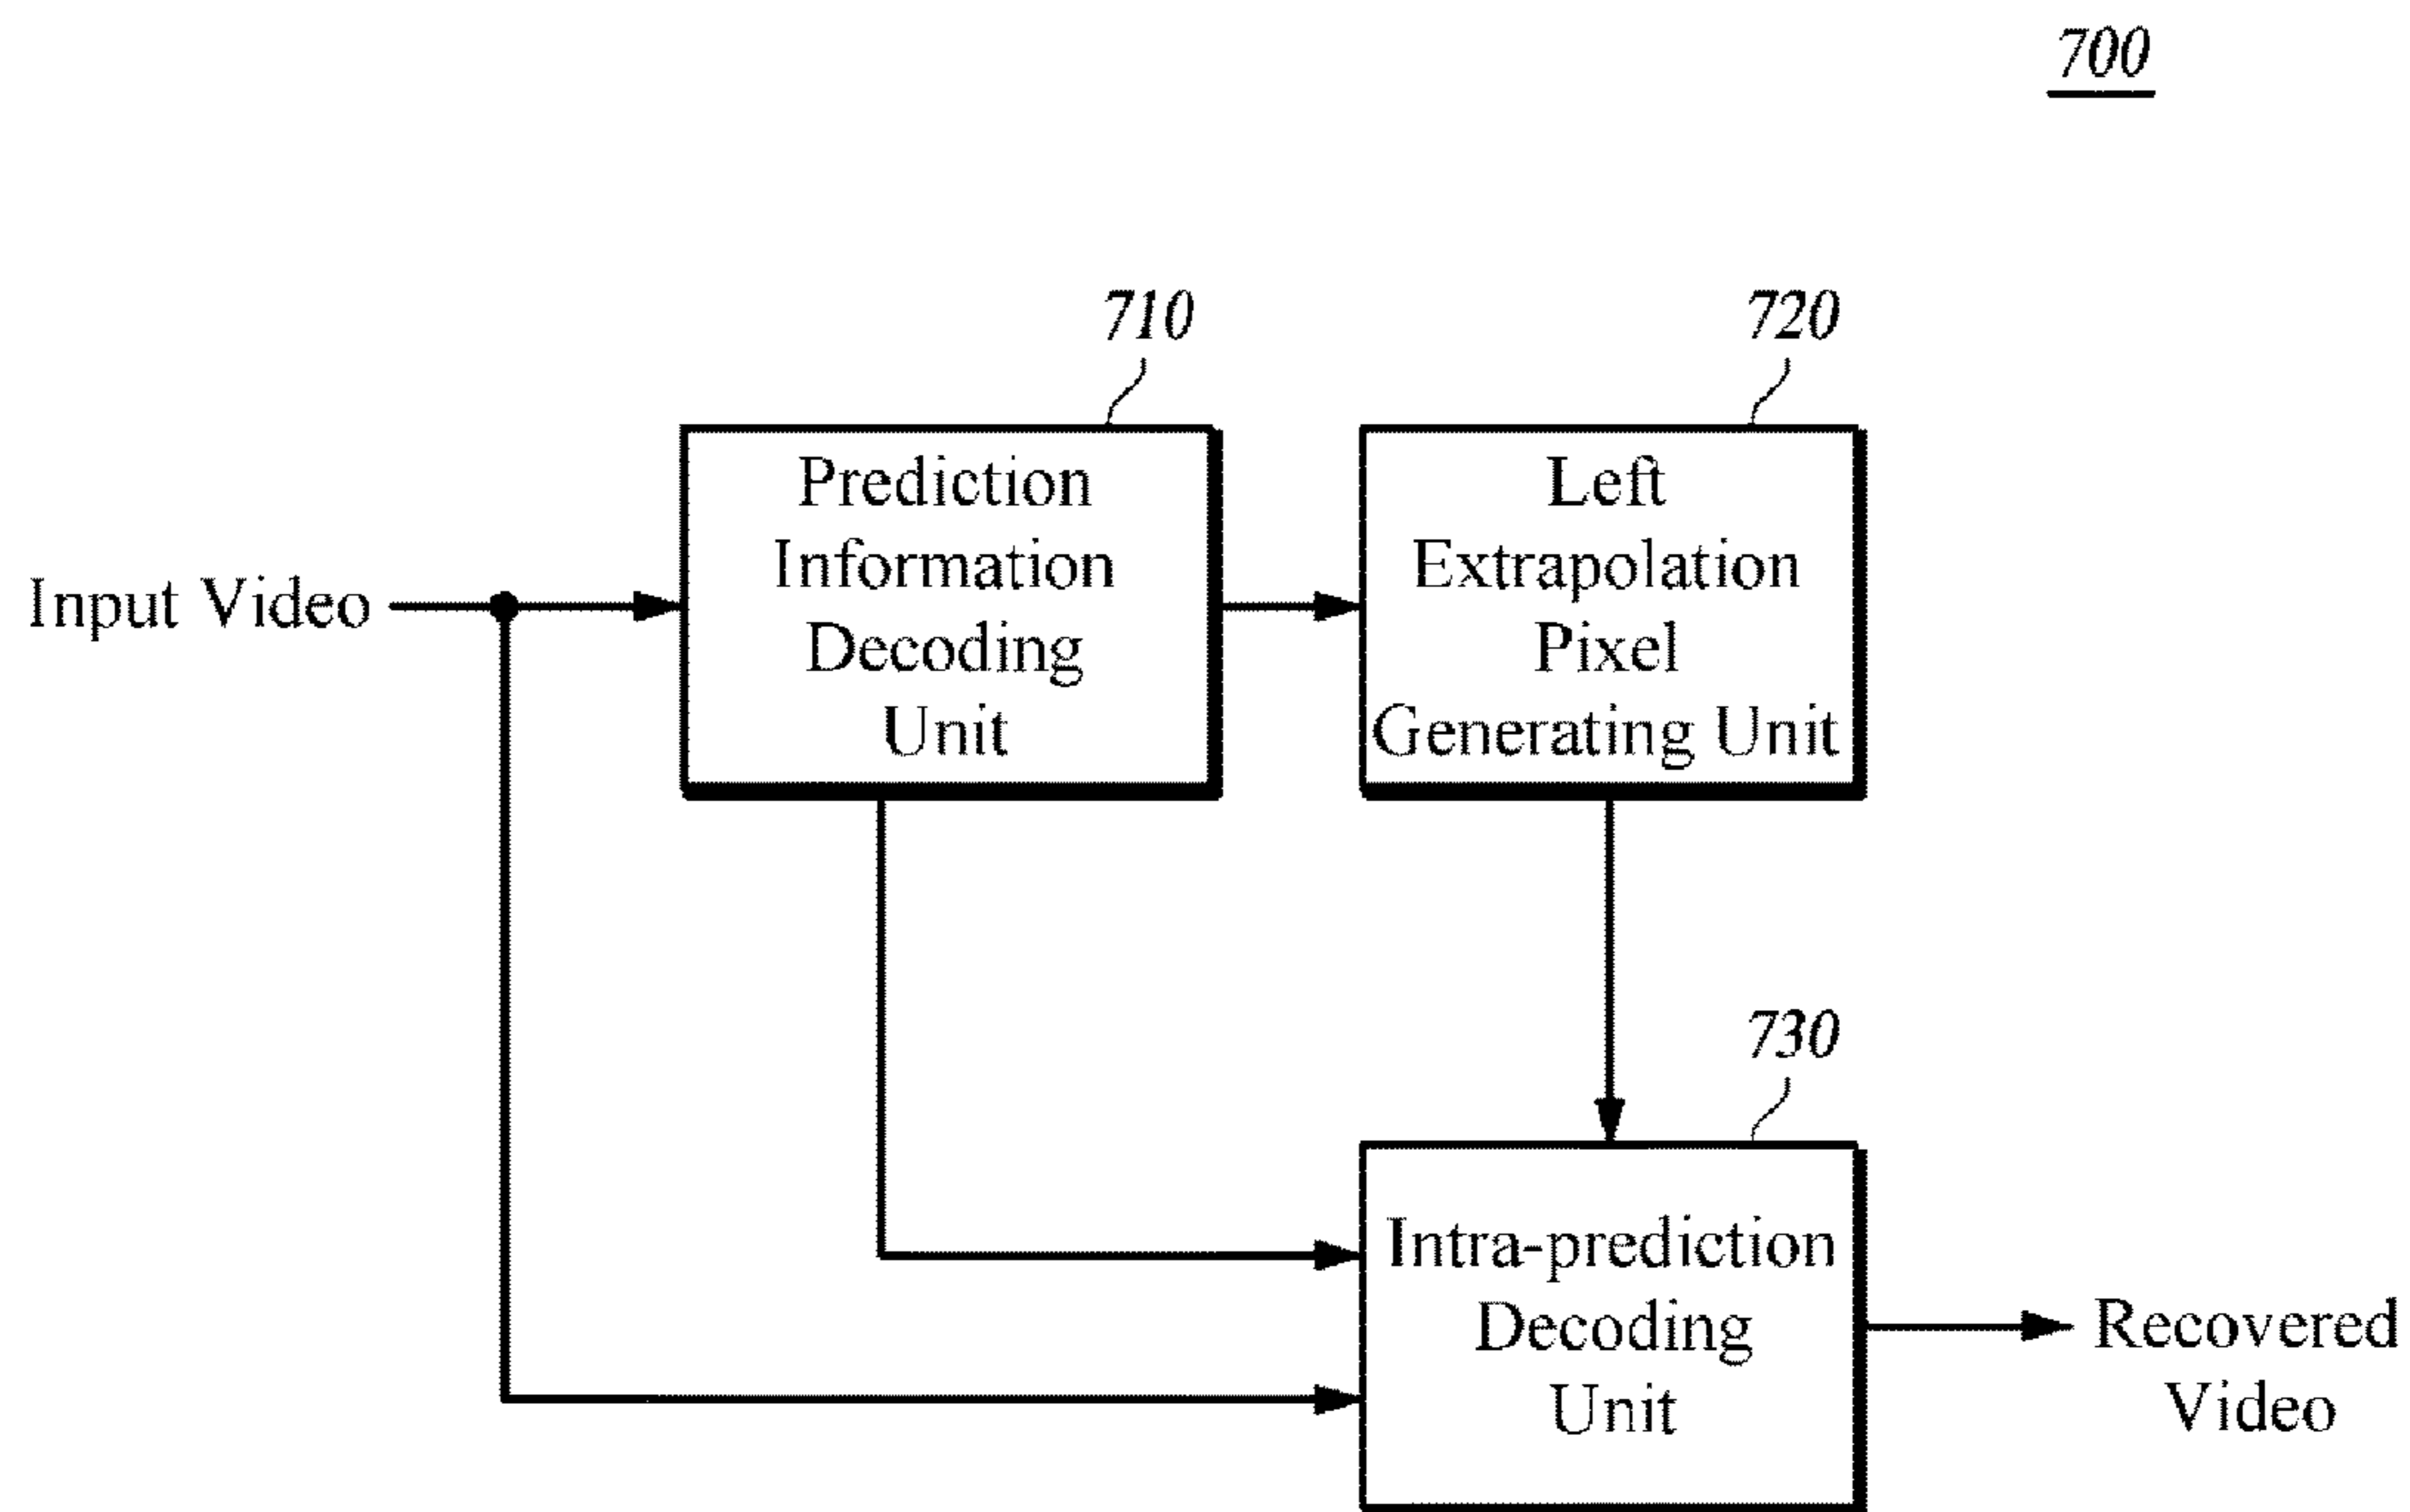 700
710
720
Prediction
Information
Decoding
Unit
Left
Extrapolation
Pixel
Generating Unit
Input Video
730
Intra-prediction
Decoding
Unit
Recovered
Video